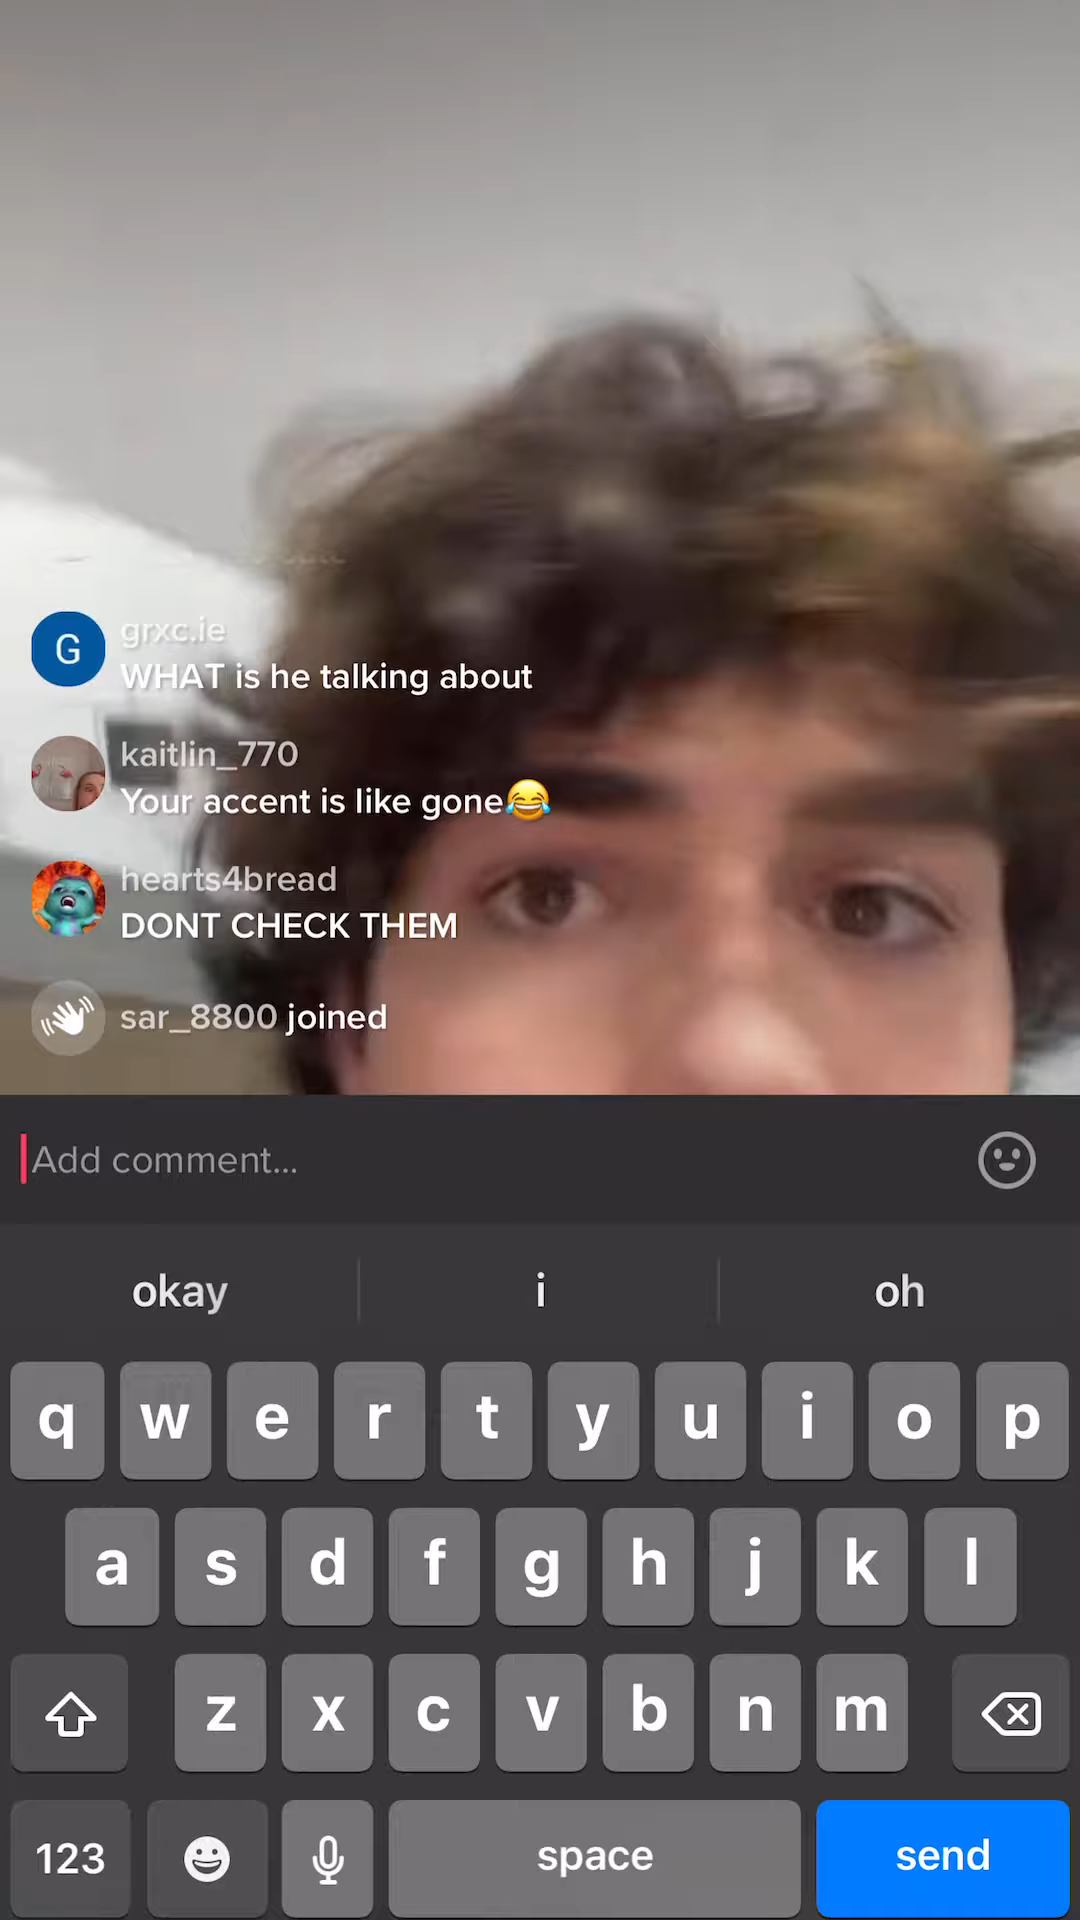 G
grxc.ie
WHAT is he talking about
kaitlin_770
Your accent is like gone😂
hearts4bread
DONT CHECK THEM
sar_8800 joined
Add comment...
okay i oh
q w e r t y u i o p
a s d f g h j k l
z x c v b n m
123 space send